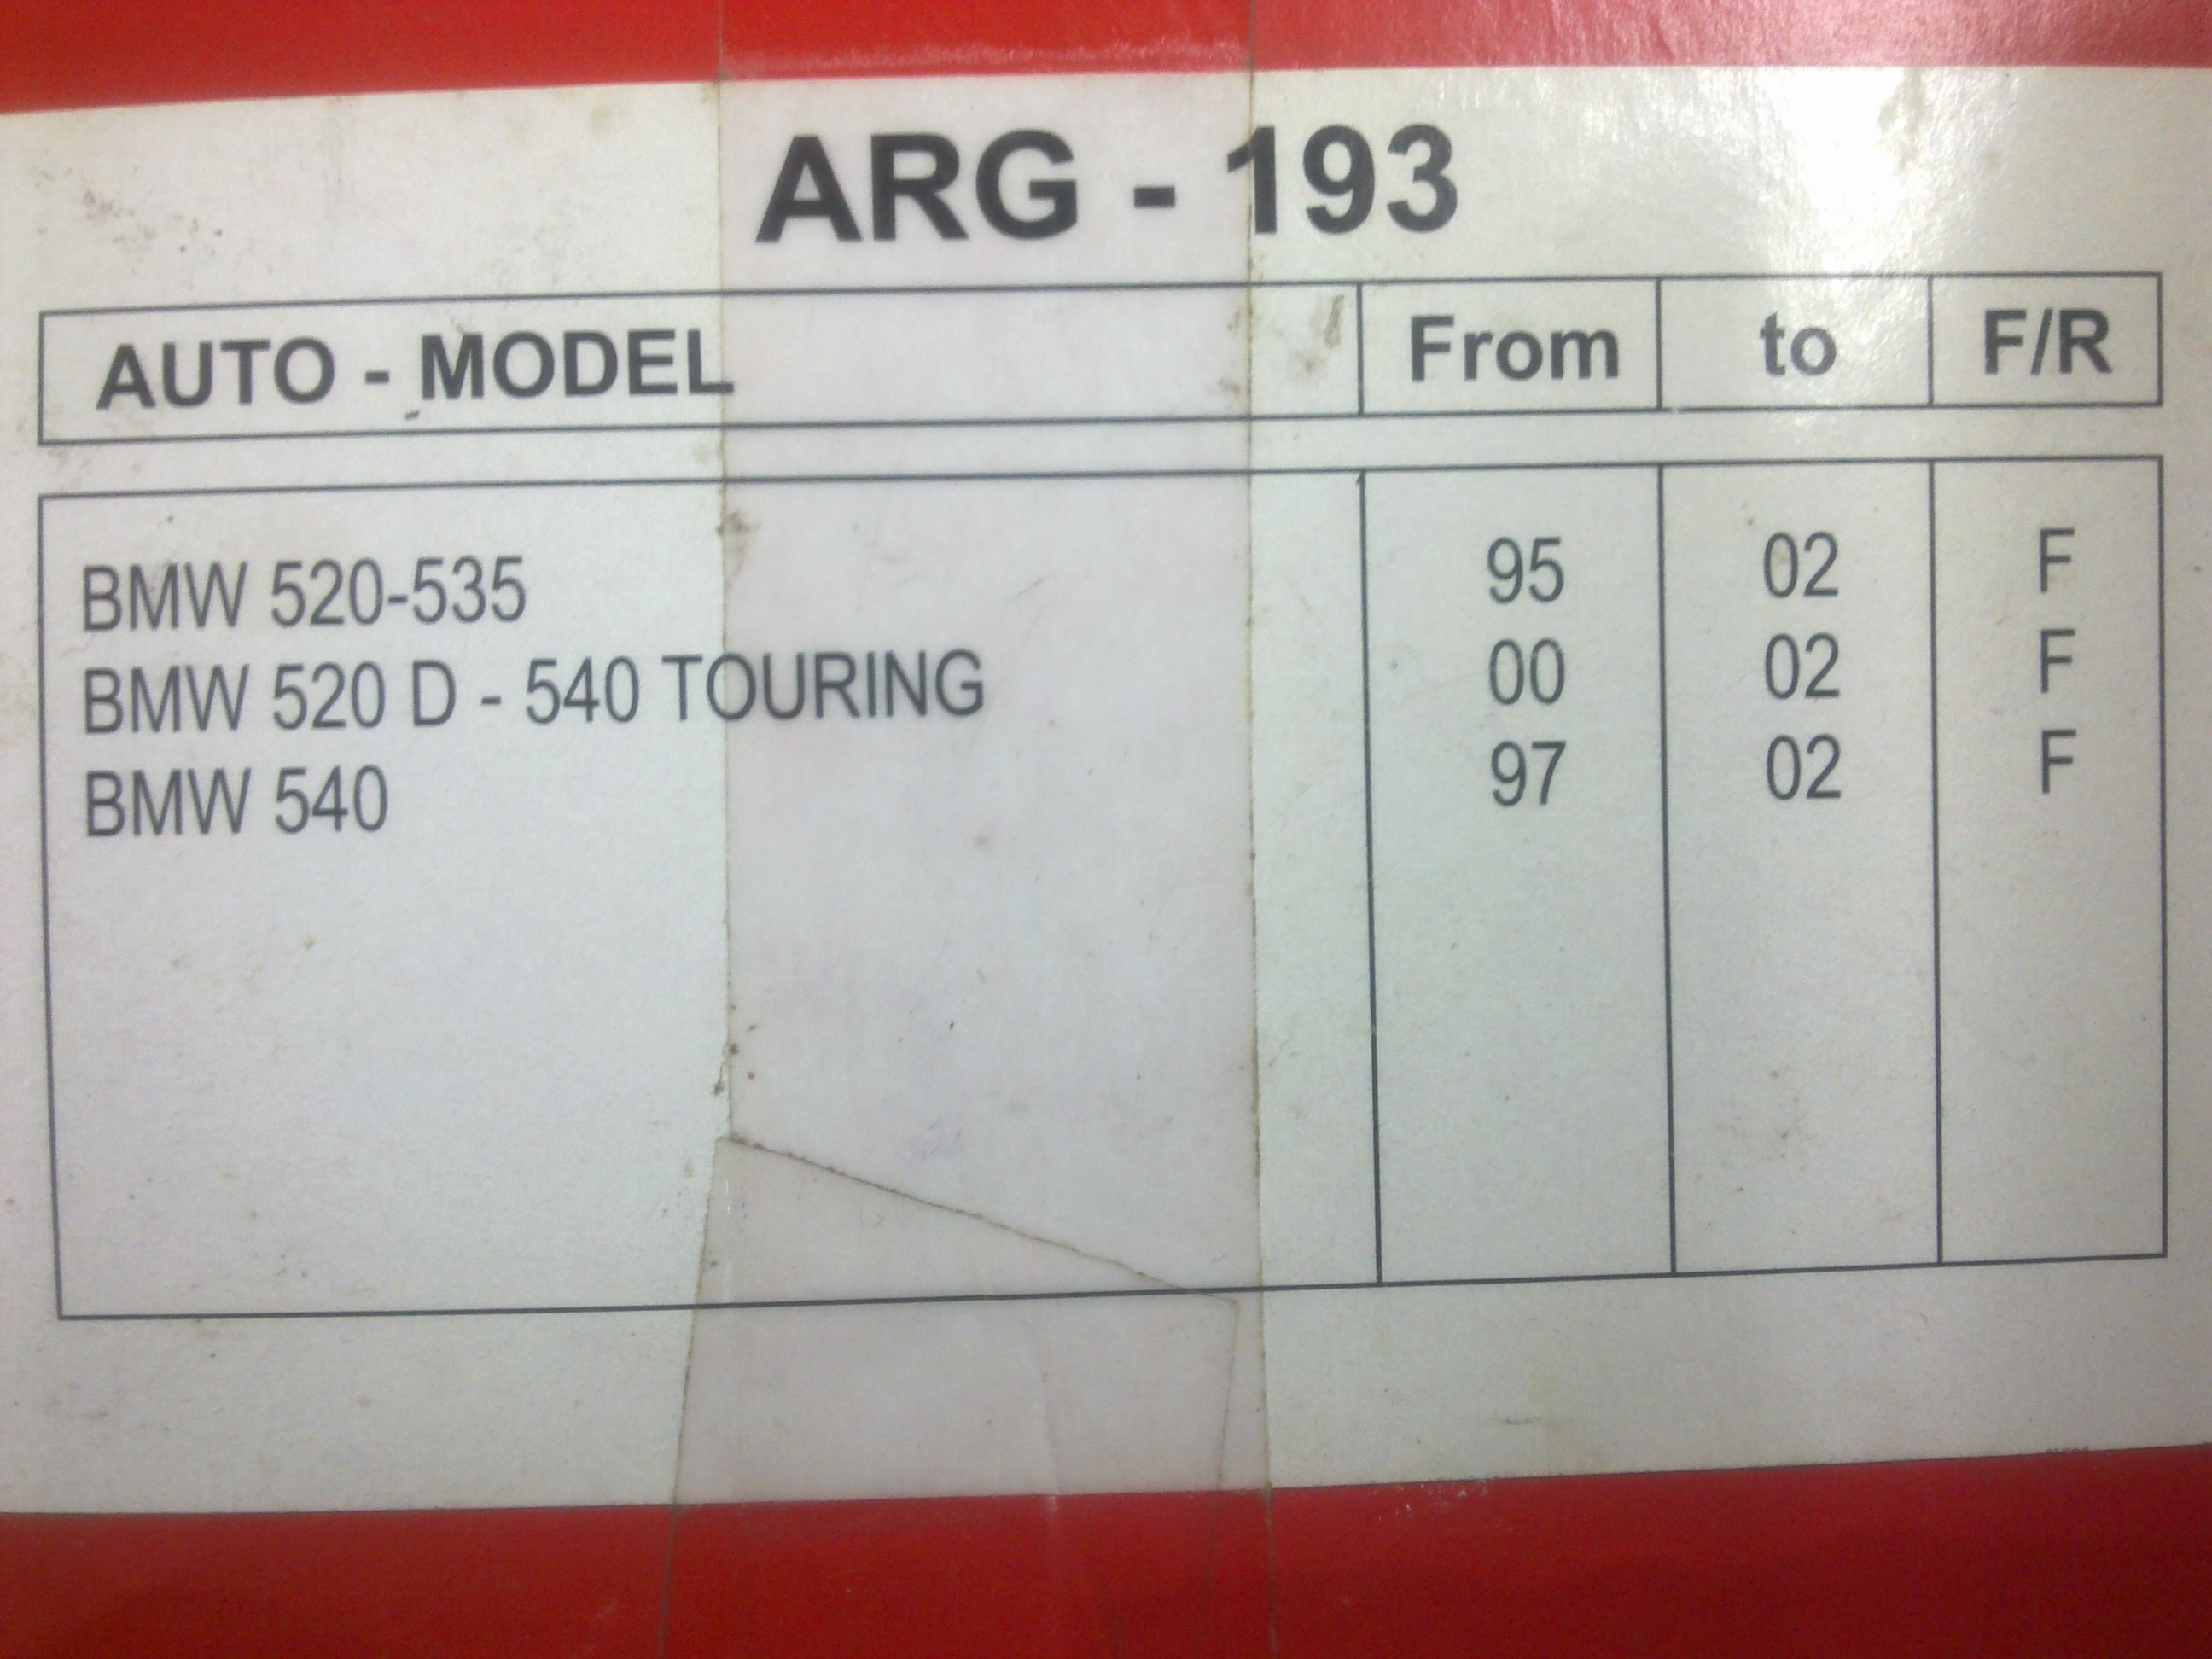 ARG - 193
AUTO - MODEL From to F/R
BMW 520-535 95 02 F
BMW 520 D - 540 TOURING 00 02 F
BMW 540 97 02 F